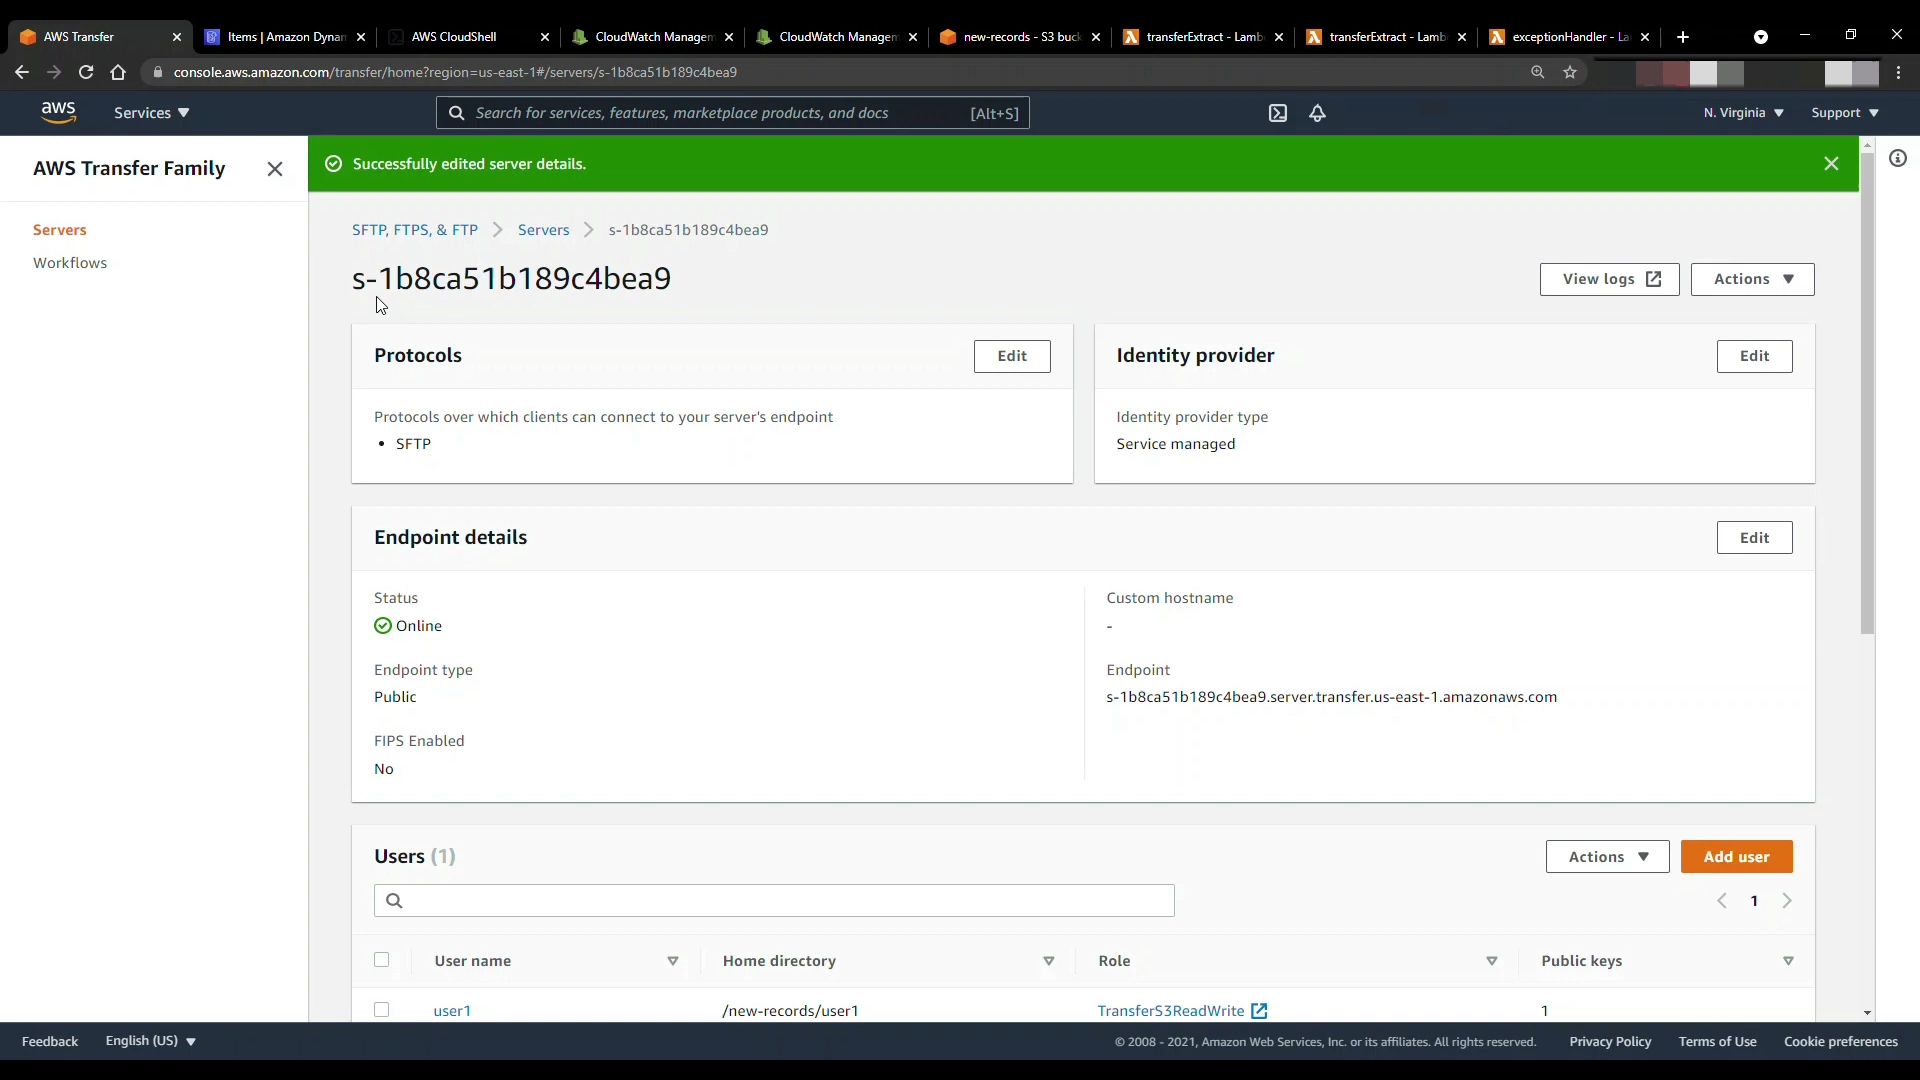 AWS Transfer
Items | Amazon Dynam
AWS CloudShell
CloudWatch Managem
CloudWatch Managem
new-records - S3 buck
transferExtract - Lamb
transferExtract - Lamb
exceptionHandler - La
console.aws.amazon.com/transfer/home?region=us-east-1#/servers/s-1b8ca51b189c4bea9
aws
Services
Search for services, features, marketplace products, and docs
[Alt+S]
N. Virginia
Support
AWS Transfer Family
Servers
Workflows
Successfully edited server details.
SFTP, FTPS, & FTP
Servers
s-1b8ca51b189c4bea9
s-1b8ca51b189c4bea9
View logs
Actions
Protocols
Edit
Protocols over which clients can connect to your server's endpoint
• SFTP
Identity provider
Edit
Identity provider type
Service managed
Endpoint details
Edit
Status
Online
Endpoint type
Public
FIPS Enabled
No
Custom hostname
-
Endpoint
s-1b8ca51b189c4bea9.server.transfer.us-east-1.amazonaws.com
Users (1)
Actions
Add user
1
User name
Home directory
Role
Public keys
user1
/new-records/user1
TransferS3ReadWrite
1
Feedback
English (US)
© 2008 - 2021, Amazon Web Services, Inc. or its affiliates. All rights reserved.
Privacy Policy
Terms of Use
Cookie preferences